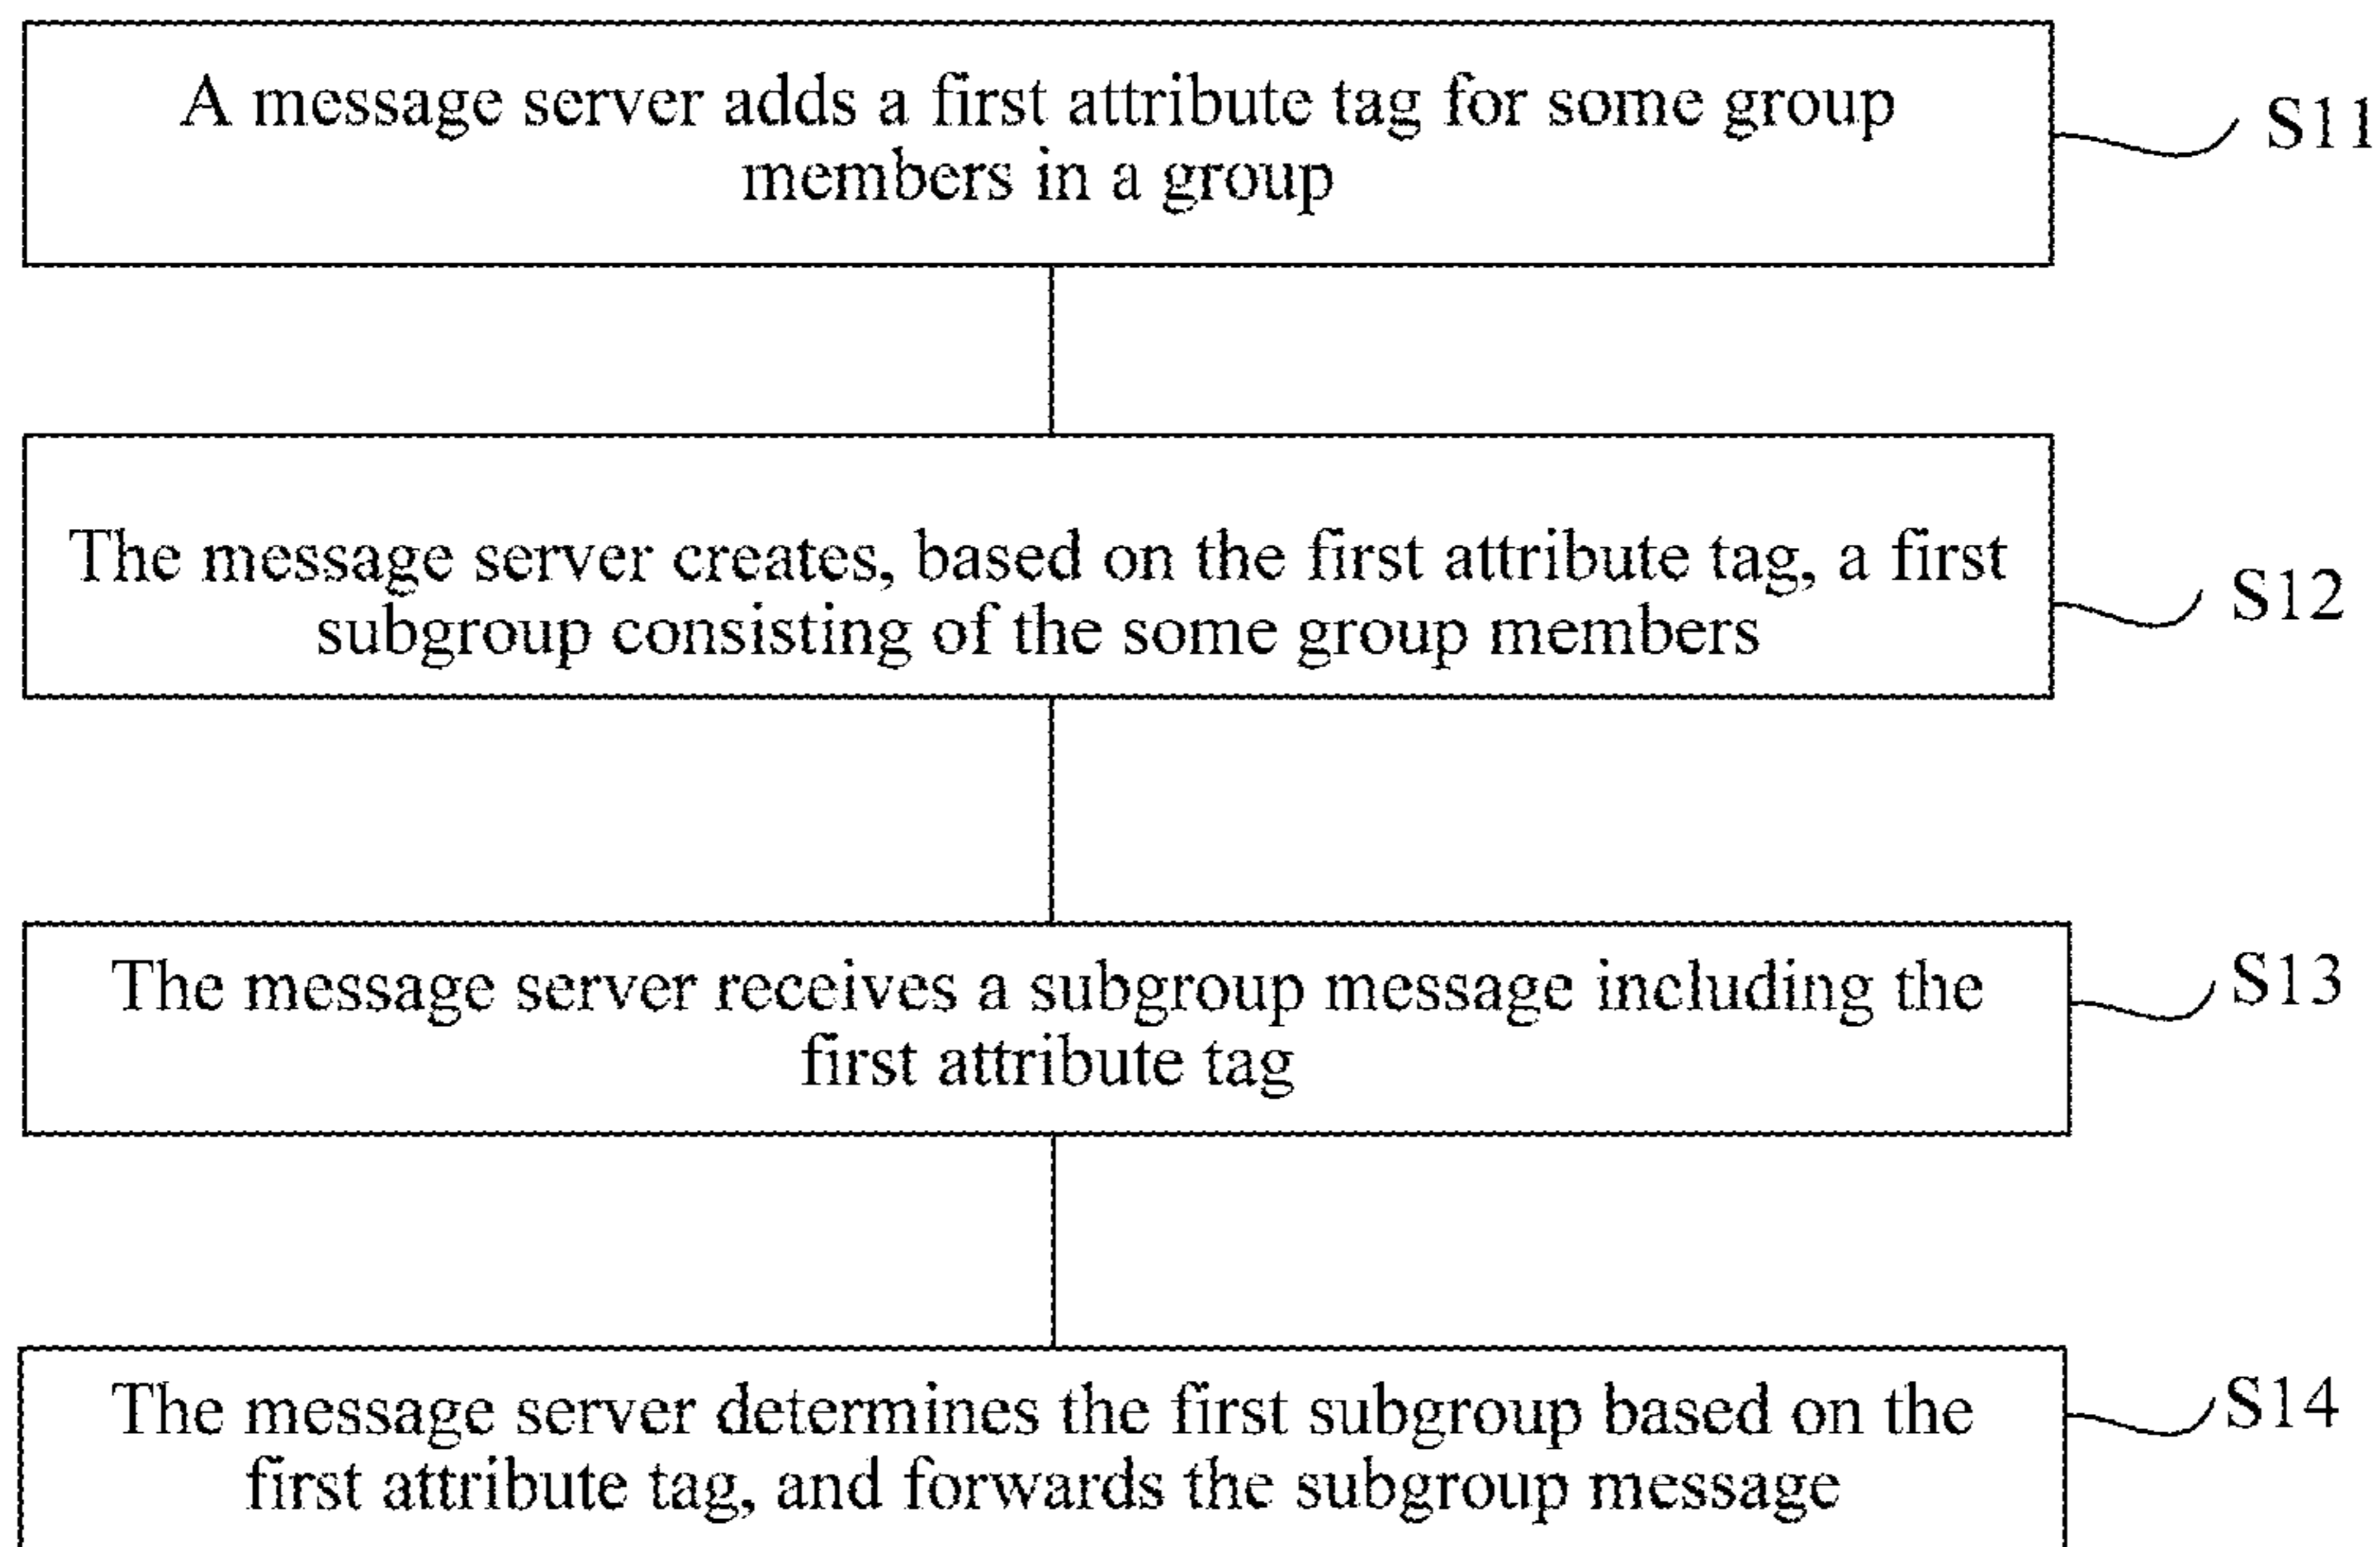 A message server adds a first attribute tag for some group
members in a group
S11
The message server creates, based on the first attribute tag, a first
subgroup consisting of the some group members
S12
The message server receives a subgroup message including the
first attribute tag
S13
The message server determines the first subgroup based on the
first attribute tag, and forwards the subgroup message
S14